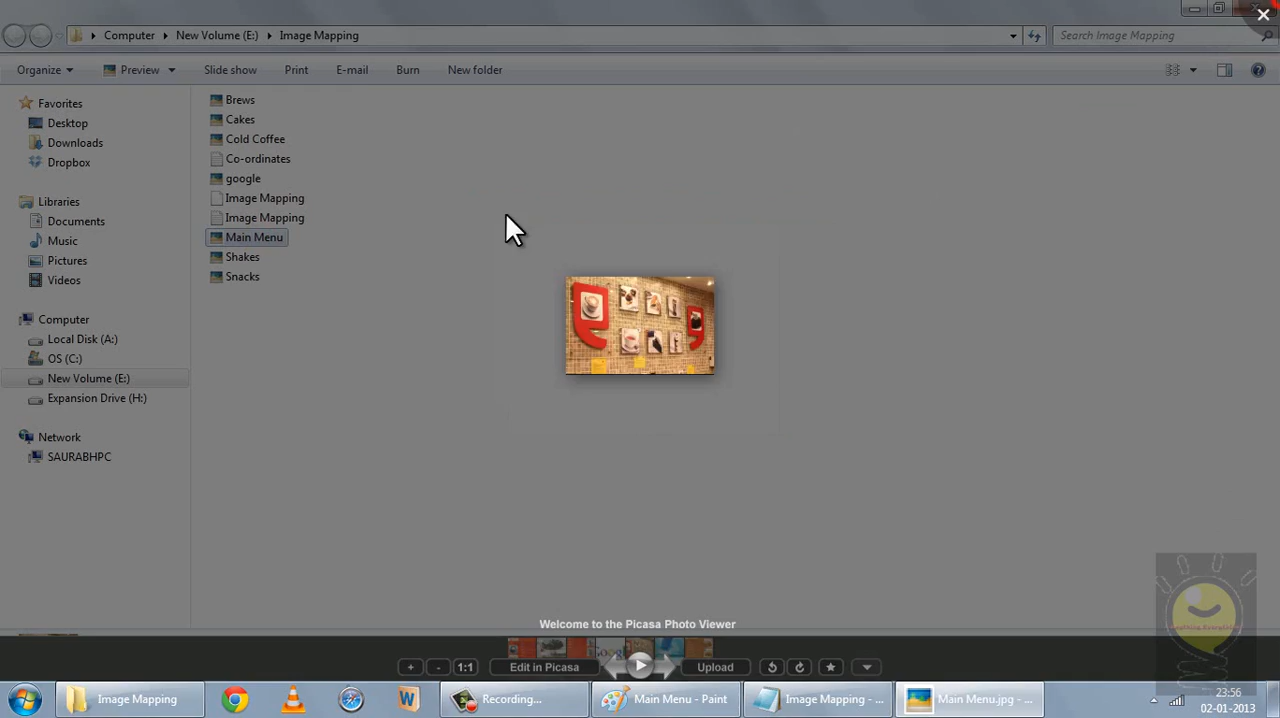 Computer New Volume (E:) Image Mapping
Search Image Mapping
Organize Preview Slide show Print E-mail Burn New folder
Favorites
Desktop
Downloads
Dropbox
Libraries
Documents
Music
Pictures
Videos
Computer
Local Disk (A:)
OS (C:)
New Volume (E:)
Expansion Drive (H:)
Network
SAURABHPC
Brews
Cakes
Cold Coffee
Co-ordinates
google
Image Mapping
Image Mapping
Main Menu
Shakes
Snacks
Welcome to the Picasa Photo Viewer
+ - 1:1 Edit in Picasa Upload
Image Mapping
Recording...
Main Menu - Paint
Image Mapping - ...
Main Menu.jpg - ...
23:56
02-01-2013